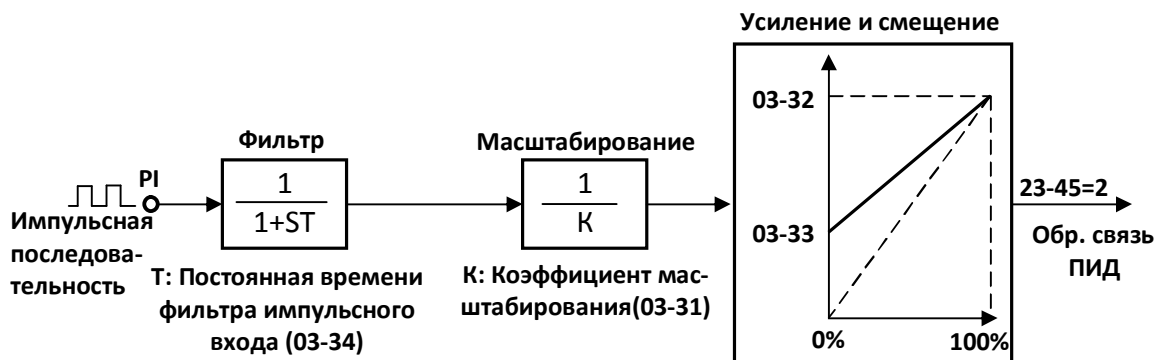 Усиление и смещение
03-32
03-33
0%
100%
Фильтр
1
1+ST
Масштабирование
1
К
PI
Импульсная
последова-
тельность
Т: Постоянная времени
фильтра импульсного
входа (03-34)
К: Коэффициент мас-
штабирования(03-31)
23-45=2
Обр. связь
ПИД